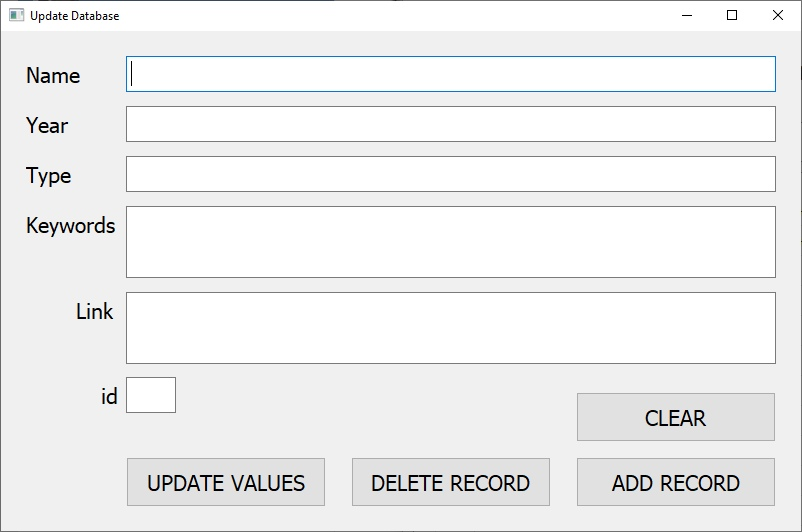 Update Database
Name
Year
Type
Keywords
Link
id
CLEAR
UPDATE VALUES
DELETE RECORD
ADD RECORD